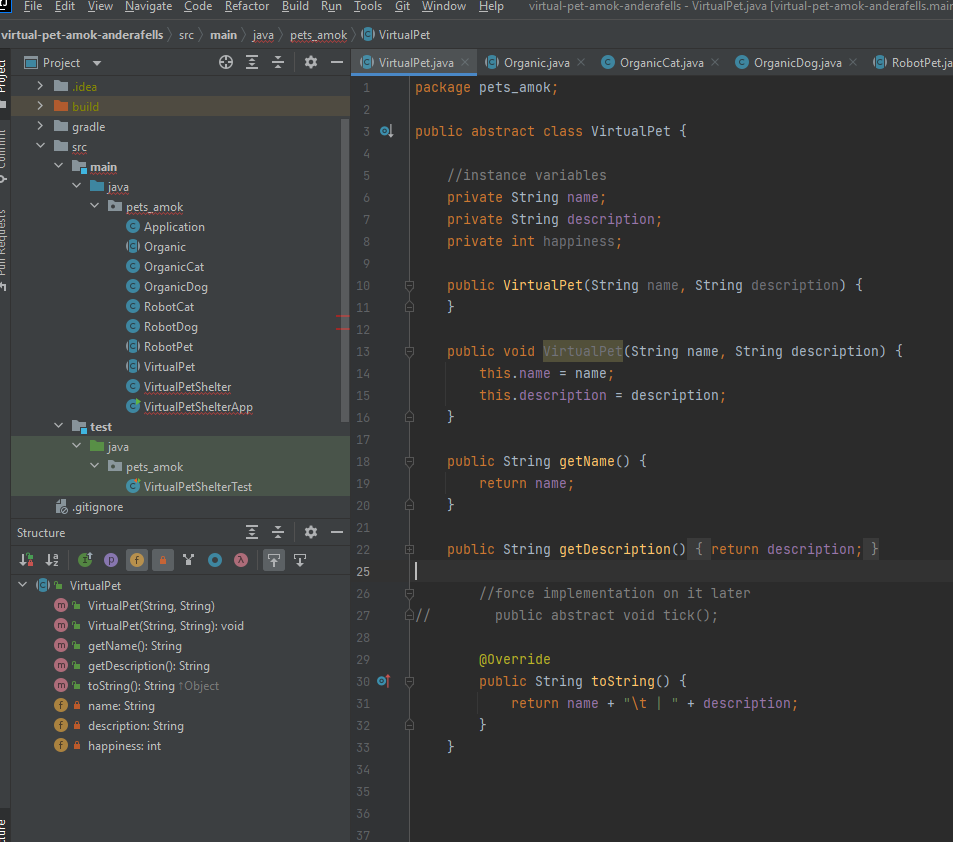 File Edit View Navigate Code Refactor Build Run Tools Git Window Help virtual-pet-amok-anderafells - VirtualPet.java [virtual-pet-amok-anderafells.main
virtual-pet-amok-anderafells src main java pets_amok VirtualPet
Project
VirtualPet.java Organic.java OrganicCat.java OrganicDog.java RobotPet.ja
Project
Commit
Pull Requests
.idea
build
gradle
src
main
java
pets_amok
Application
Organic
OrganicCat
OrganicDog
RobotCat
RobotDog
RobotPet
VirtualPet
VirtualPetShelter
VirtualPetShelterApp
test
java
pets_amok
VirtualPetShelterTest
.gitignore
Structure
VirtualPet
VirtualPet(String, String)
VirtualPet(String, String): void
getName(): String
getDescription(): String
toString(): String ↑Object
name: String
description: String
happiness: int
1 package pets_amok;
2
3 public abstract class VirtualPet {
4
5 //instance variables
6 private String name;
7 private String description;
8 private int happiness;
9
10 public VirtualPet(String name, String description) {
11 }
12
13 public void VirtualPet(String name, String description) {
14 this.name = name;
15 this.description = description;
16 }
17
18 public String getName() {
19 return name;
20 }
21
22 public String getDescription() { return description; }
25
26 //force implementation on it later
27 // public abstract void tick();
28
29 @Override
30 public String toString() {
31 return name + "\t | " + description;
32 }
33 }
34
35
36
37